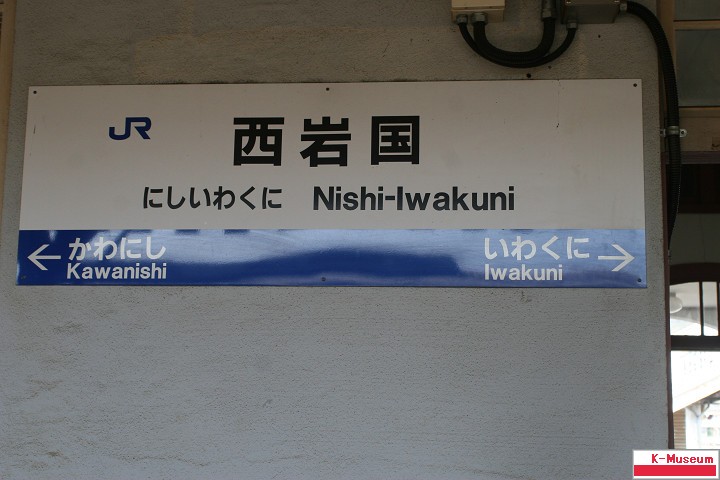 JR 西岩国
にしいわくに Nishi-Iwakuni
← かわにし いわくに →
Kawanishi Iwakuni
K-Museum